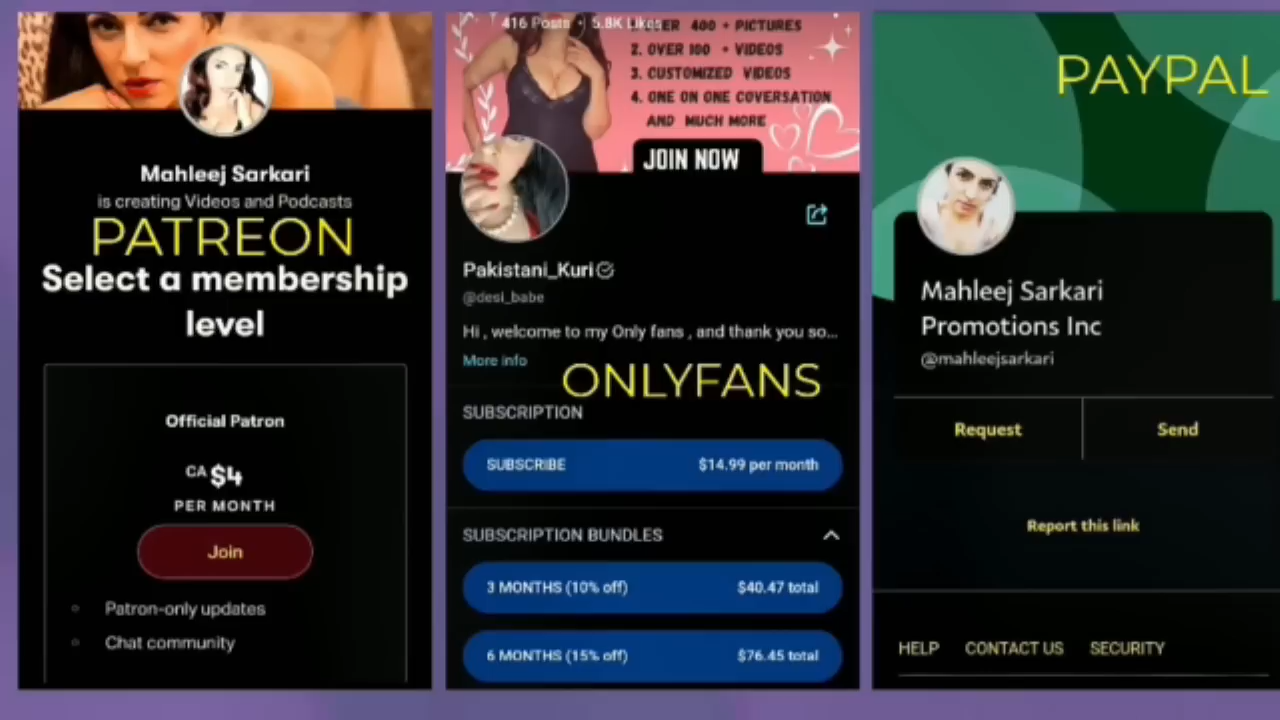 Mahleej Sarkari
is creating Videos and Podcasts
PATREON
Select a membership
level
Official Patron
CA $4
PER MONTH
Join
Patron-only updates
Chat community
416 Posts • 5.8K Likes
400 + PICTURES
2. OVER 100 + VIDEOS
3. CUSTOMIZED VIDEOS
4. ONE ON ONE COVERSATION
AND MUCH MORE
JOIN NOW
Pakistani_Kuri
@desi_babe
Hi , welcome to my Only fans , and thank you so...
More info
ONLYFANS
SUBSCRIPTION
SUBSCRIBE $14.99 per month
SUBSCRIPTION BUNDLES
3 MONTHS (10% off) $40.47 total
6 MONTHS (15% off) $76.45 total
PAYPAL
Mahleej Sarkari
Promotions Inc
@mahleejsarkari
Request Send
Report this link
HELP CONTACT US SECURITY